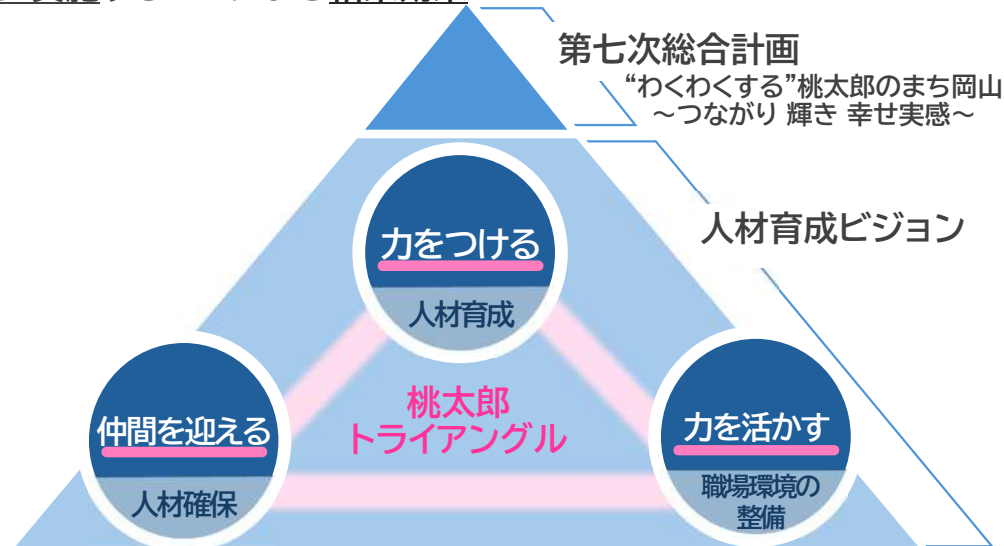 第七次総合計画
“わくわくする”桃太郎のまち岡山
～つながり 輝き 幸せ実感～
人材育成ビジョン
力をつける
人材育成
桃太郎
トライアングル
仲間を迎える
人材確保
力を活かす
職場環境の
整備